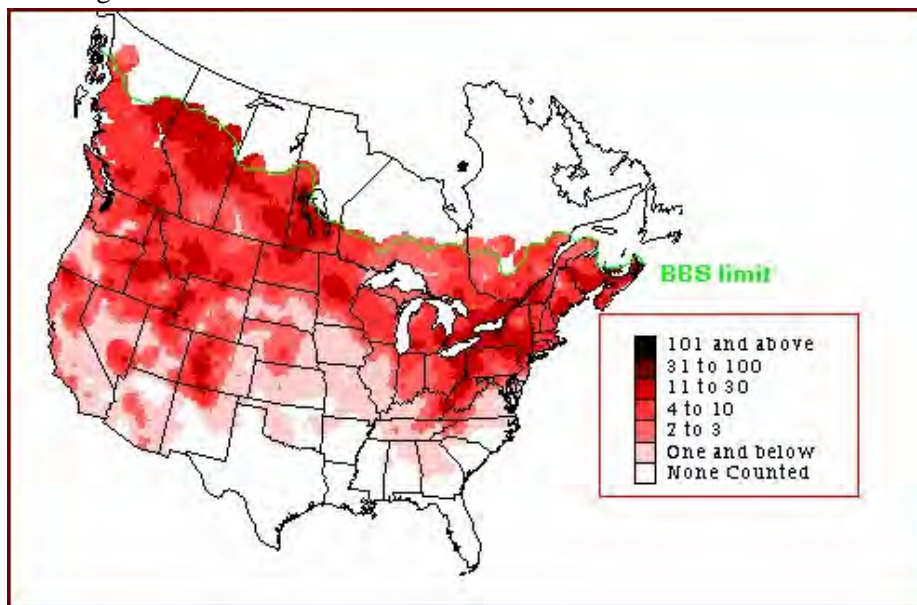 BBS limit
101 and above
31 to 100
11 to 30
4 to 10
2 to 3
One and below
None Counted